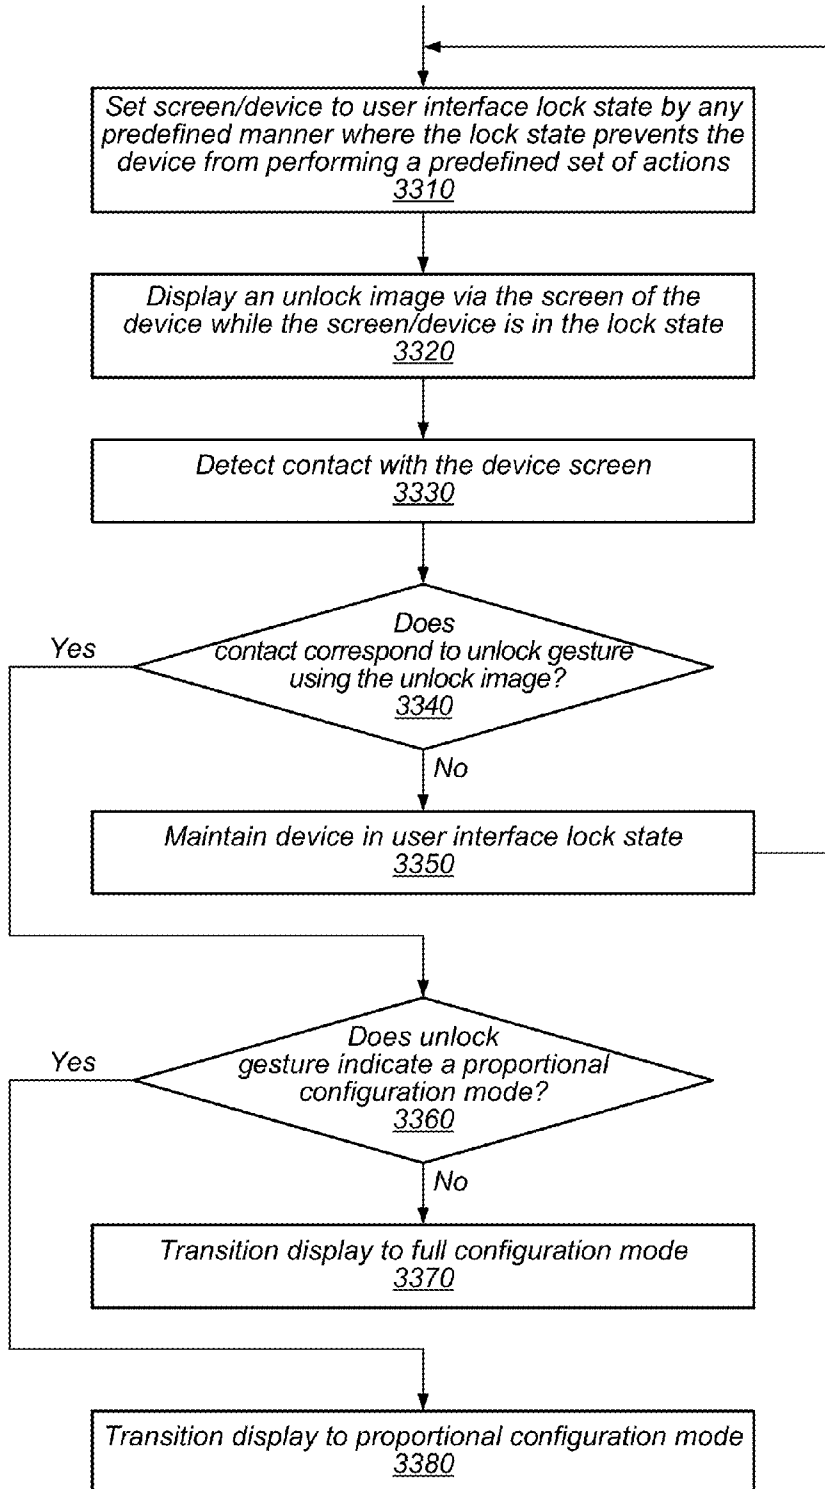 Set screen/device to user interface lock state by any
predefined manner where the lock state prevents the
device from performing a predefined set of actions
3310
Display an unlock image via the screen of the
device while the screen/device is in the lock state
3320
Detect contact with the device screen
3330
Does
contact correspond to unlock gesture
using the unlock image?
3340
Yes
No
Maintain device in user interface lock state
3350
Does unlock
gesture indicate a proportional
configuration mode?
3360
Yes
No
Transition display to full configuration mode
3370
Transition display to proportional configuration mode
3380